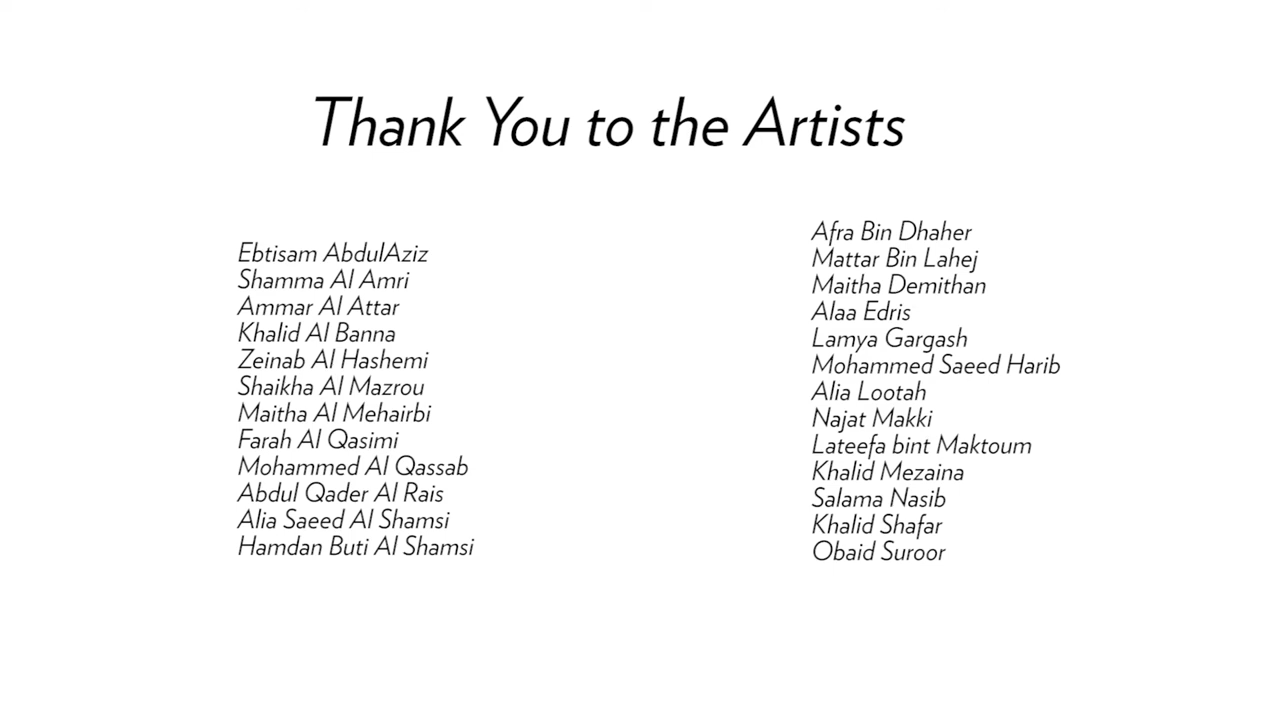 Thank You to the Artists
Ebtisam AbdulAziz
Shamma Al Amri
Ammar Al Attar
Khalid Al Banna
Zeinab Al Hashemi
Shaikha Al Mazrou
Maitha Al Mehairbi
Farah Al Qasimi
Mohammed Al Qassab
Abdul Qader Al Rais
Alia Saeed Al Shamsi
Hamdan Buti Al Shamsi
Afra Bin Dhaher
Mattar Bin Lahej
Maitha Demithan
Alaa Edris
Lamya Gargash
Mohammed Saeed Harib
Alia Lootah
Najat Makki
Lateefa bint Maktoum
Khalid Mezaina
Salama Nasib
Khalid Shafar
Obaid Suroor